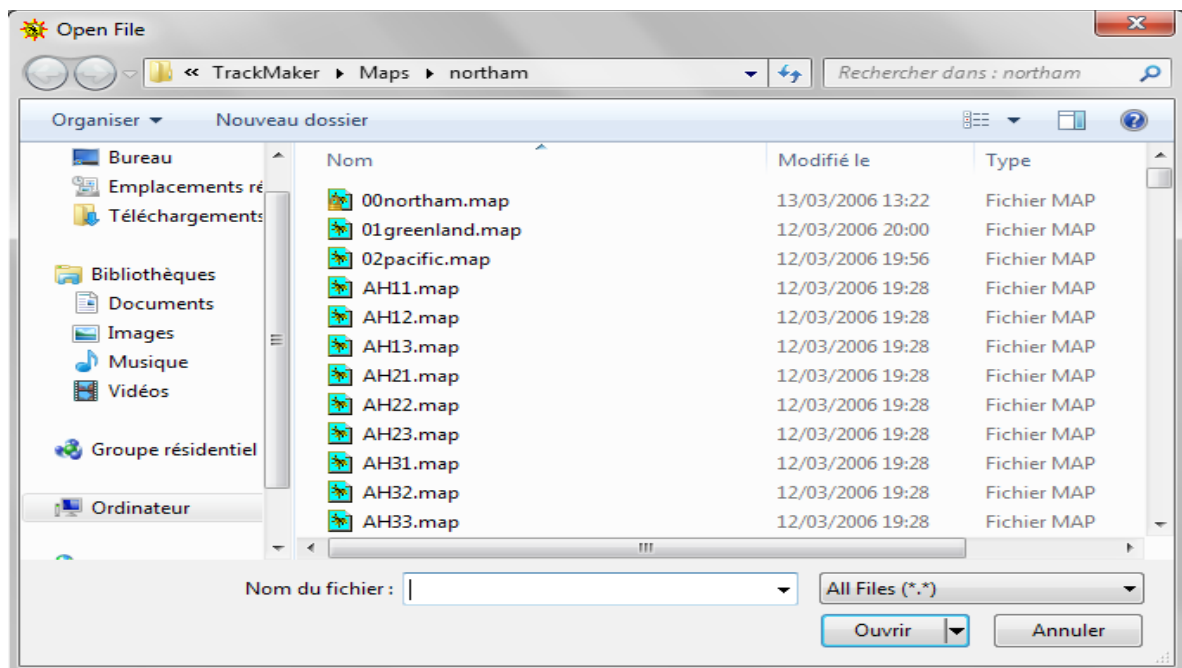 Open File
« TrackMaker Maps northam
Rechercher dans : northam
Organiser Nouveau dossier
Bureau
Emplacements ré
Téléchargements
Bibliothèques
Documents
Images
Musique
Vidéos
Groupe résidentiel
Ordinateur
Nom Modifié le Type
00northam.map 13/03/2006 13:22 Fichier MAP
01greenland.map 12/03/2006 20:00 Fichier MAP
02pacific.map 12/03/2006 19:56 Fichier MAP
AH11.map 12/03/2006 19:28 Fichier MAP
AH12.map 12/03/2006 19:28 Fichier MAP
AH13.map 12/03/2006 19:28 Fichier MAP
AH21.map 12/03/2006 19:28 Fichier MAP
AH22.map 12/03/2006 19:28 Fichier MAP
AH23.map 12/03/2006 19:28 Fichier MAP
AH31.map 12/03/2006 19:28 Fichier MAP
AH32.map 12/03/2006 19:28 Fichier MAP
AH33.map 12/03/2006 19:28 Fichier MAP
Nom du fichier :
All Files (*.*)
Ouvrir Annuler